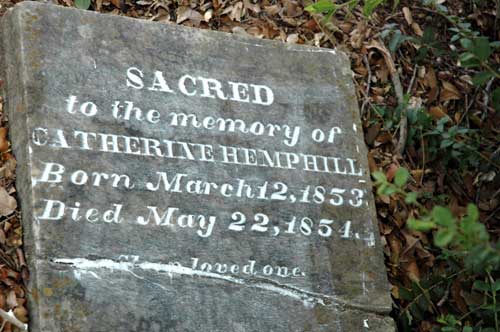 SACRED
to the memory of
CATHERINE HEMPHILL
Born March 12, 1853.
Died May 22, 1854.
loved one.